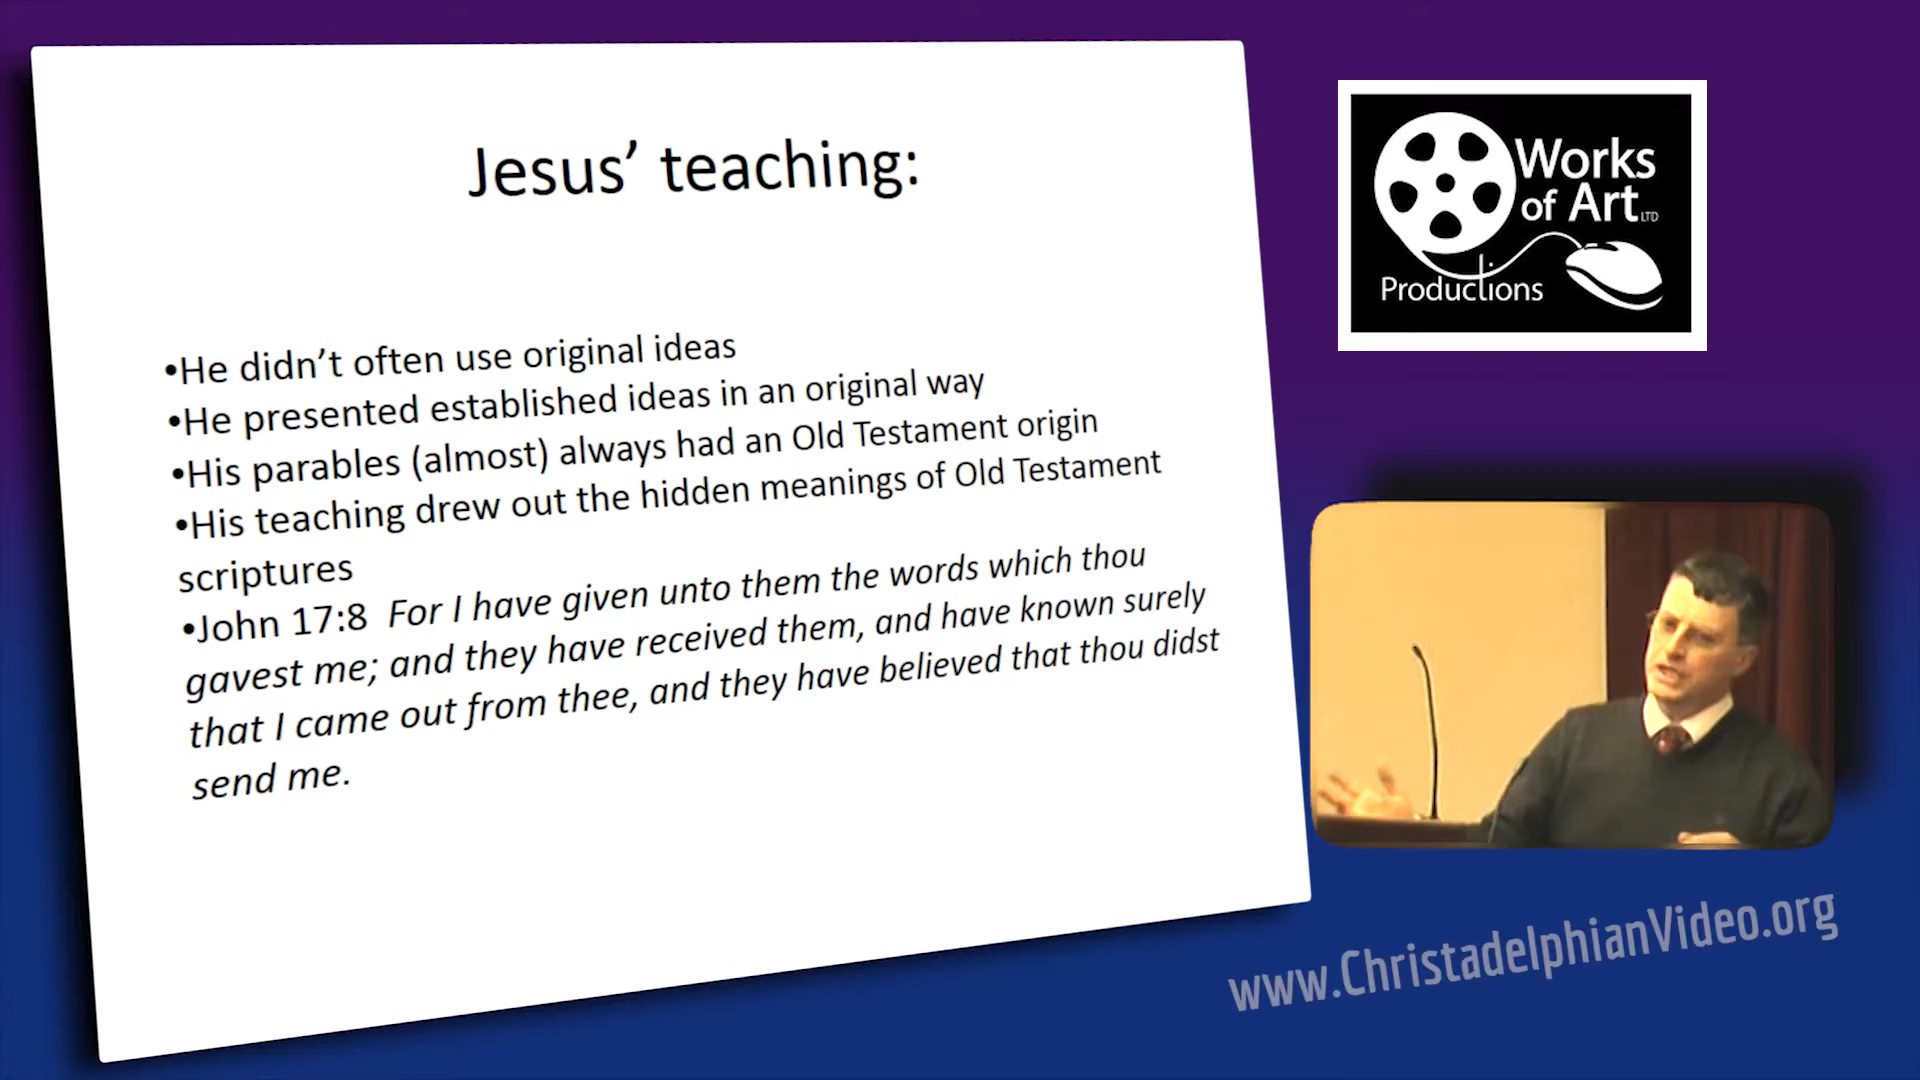 Jesus’ teaching:
•He didn’t often use original ideas
•He presented established ideas in an original way
•His parables (almost) always had an Old Testament origin
•His teaching drew out the hidden meanings of Old Testament
scriptures
•John 17:8 For I have given unto them the words which thou
gavest me; and they have received them, and have known surely
that I came out from thee, and they have believed that thou didst
send me.
Works
of Art LTD
Productions
www.ChristadelphianVideo.org